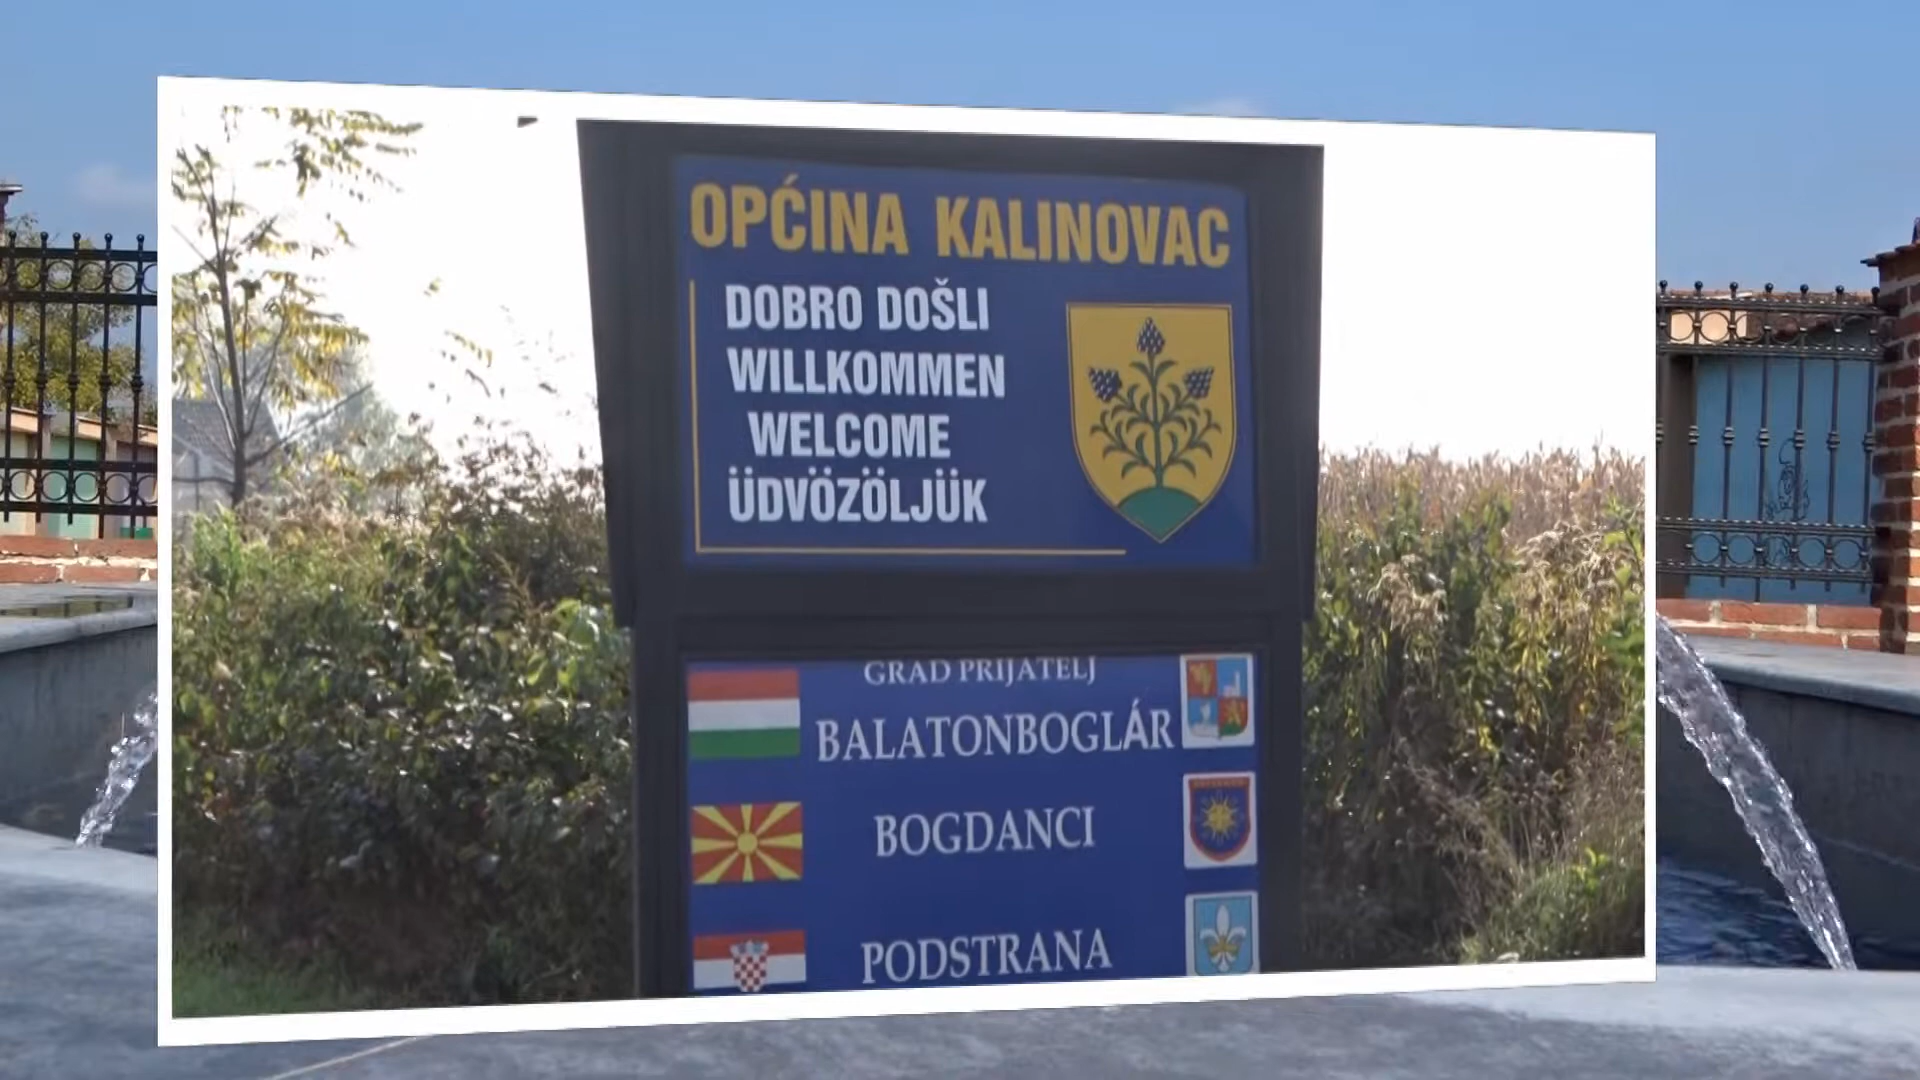 OPĆINA KALINOVAC
DOBRO DOŠLI
WILLKOMMEN
WELCOME
ÜDVÖZÖLJÜK
GRAD PRIJATELJ
BALATONBOGLÁR
BOGDANCI
PODSTRANA